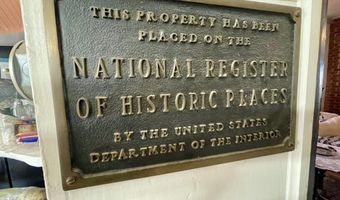 THIS PROPERTY HAS BEEN
PLACED ON THE
NATIONAL REGISTER
OF HISTORIC PLACES
BY THE UNITED STATES
DEPARTMENT OF THE INTERIOR